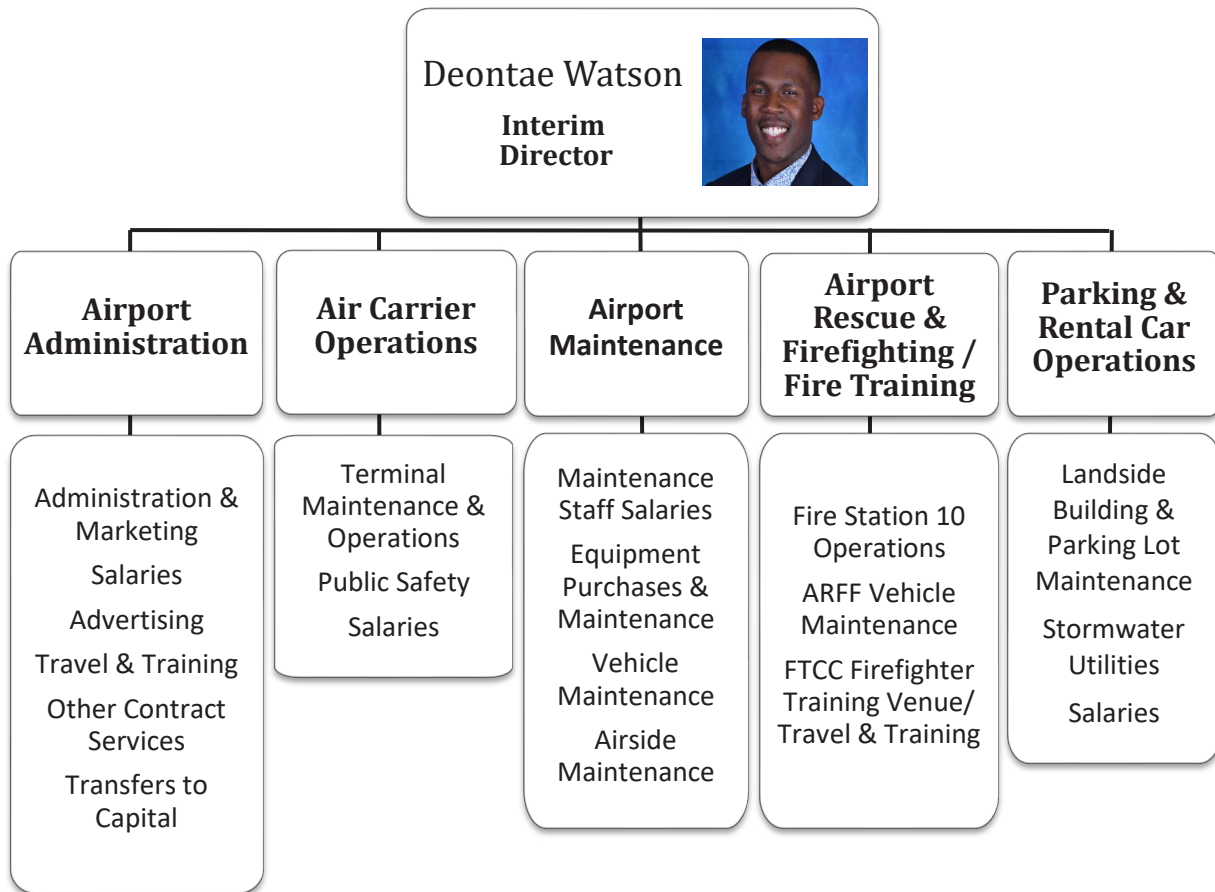 Deontae Watson
Interim
Director
Airport
Administration
Air Carrier
Operations
Airport
Maintenance
Airport
Rescue &
Firefighting /
Fire Training
Parking &
Rental Car
Operations
Administration &
Marketing
Salaries
Advertising
Travel & Training
Other Contract
Services
Transfers to
Capital
Terminal
Maintenance &
Operations
Public Safety
Salaries
Maintenance
Staff Salaries
Equipment
Purchases &
Maintenance
Vehicle
Maintenance
Airside
Maintenance
Fire Station 10
Operations
ARFF Vehicle
Maintenance
FTCC Firefighter
Training Venue/
Travel & Training
Landside
Building &
Parking Lot
Maintenance
Stormwater
Utilities
Salaries